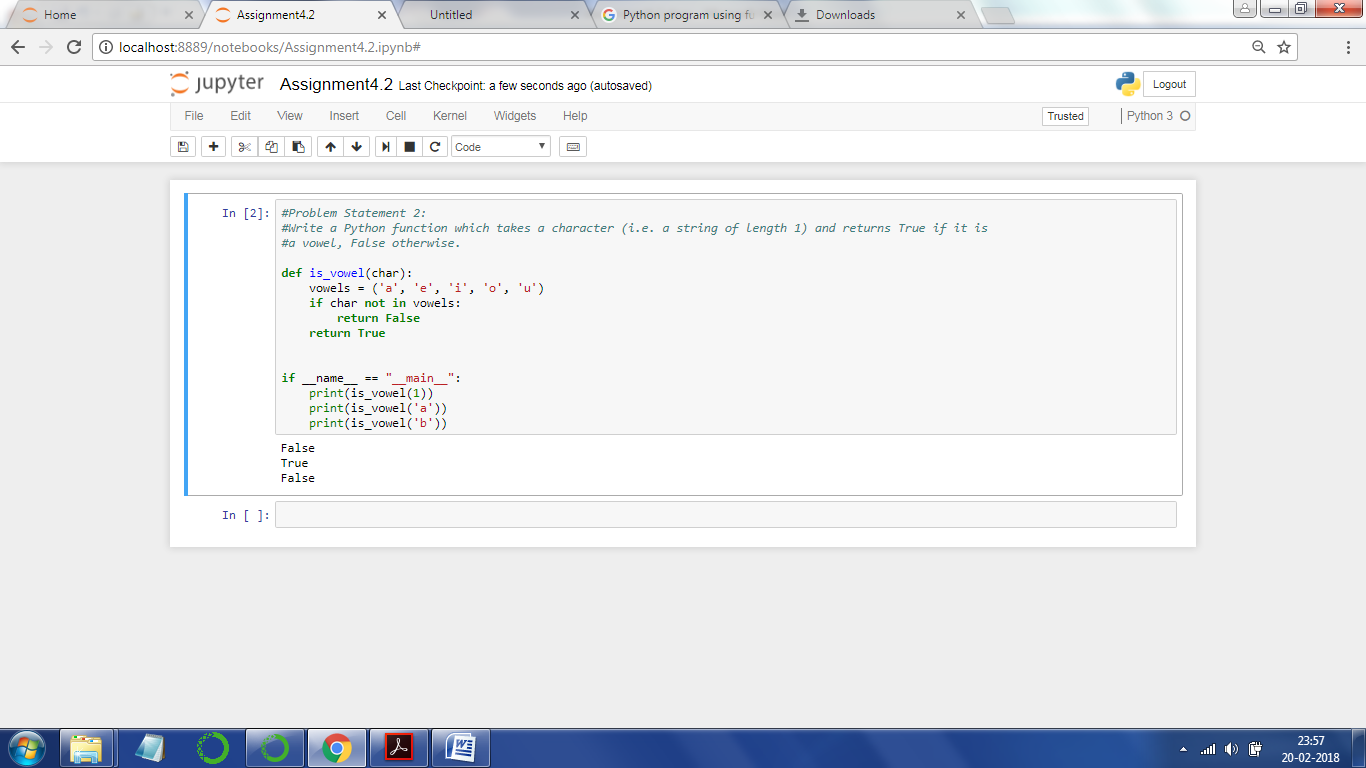 Home
Assignment4.2
Untitled
Python program using fu
Downloads
localhost:8889/notebooks/Assignment4.2.ipynb#
jupyter Assignment4.2 Last Checkpoint: a few seconds ago (autosaved)
Logout
File Edit View Insert Cell Kernel Widgets Help
Trusted
Python 3
Code
In [2]:
#Problem Statement 2:
#Write a Python function which takes a character (i.e. a string of length 1) and returns True if it is
#a vowel, False otherwise.
def is_vowel(char):
    vowels = ('a', 'e', 'i', 'o', 'u')
    if char not in vowels:
        return False
    return True
if __name__ == "__main__":
    print(is_vowel(1))
    print(is_vowel('a'))
    print(is_vowel('b'))
False
True
False
In [ ]:
23:57
20-02-2018